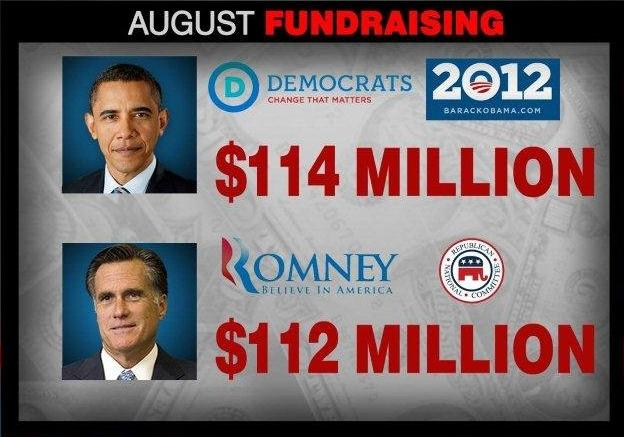 AUGUST FUNDRAISING
D DEMOCRATS
CHANGE THAT MATTERS
2012
BARACKOBAMA.COM
$114 MILLION
ROMNEY
BELIEVE IN AMERICA
REPUBLICAN
NATIONAL COMMITTEE
$112 MILLION